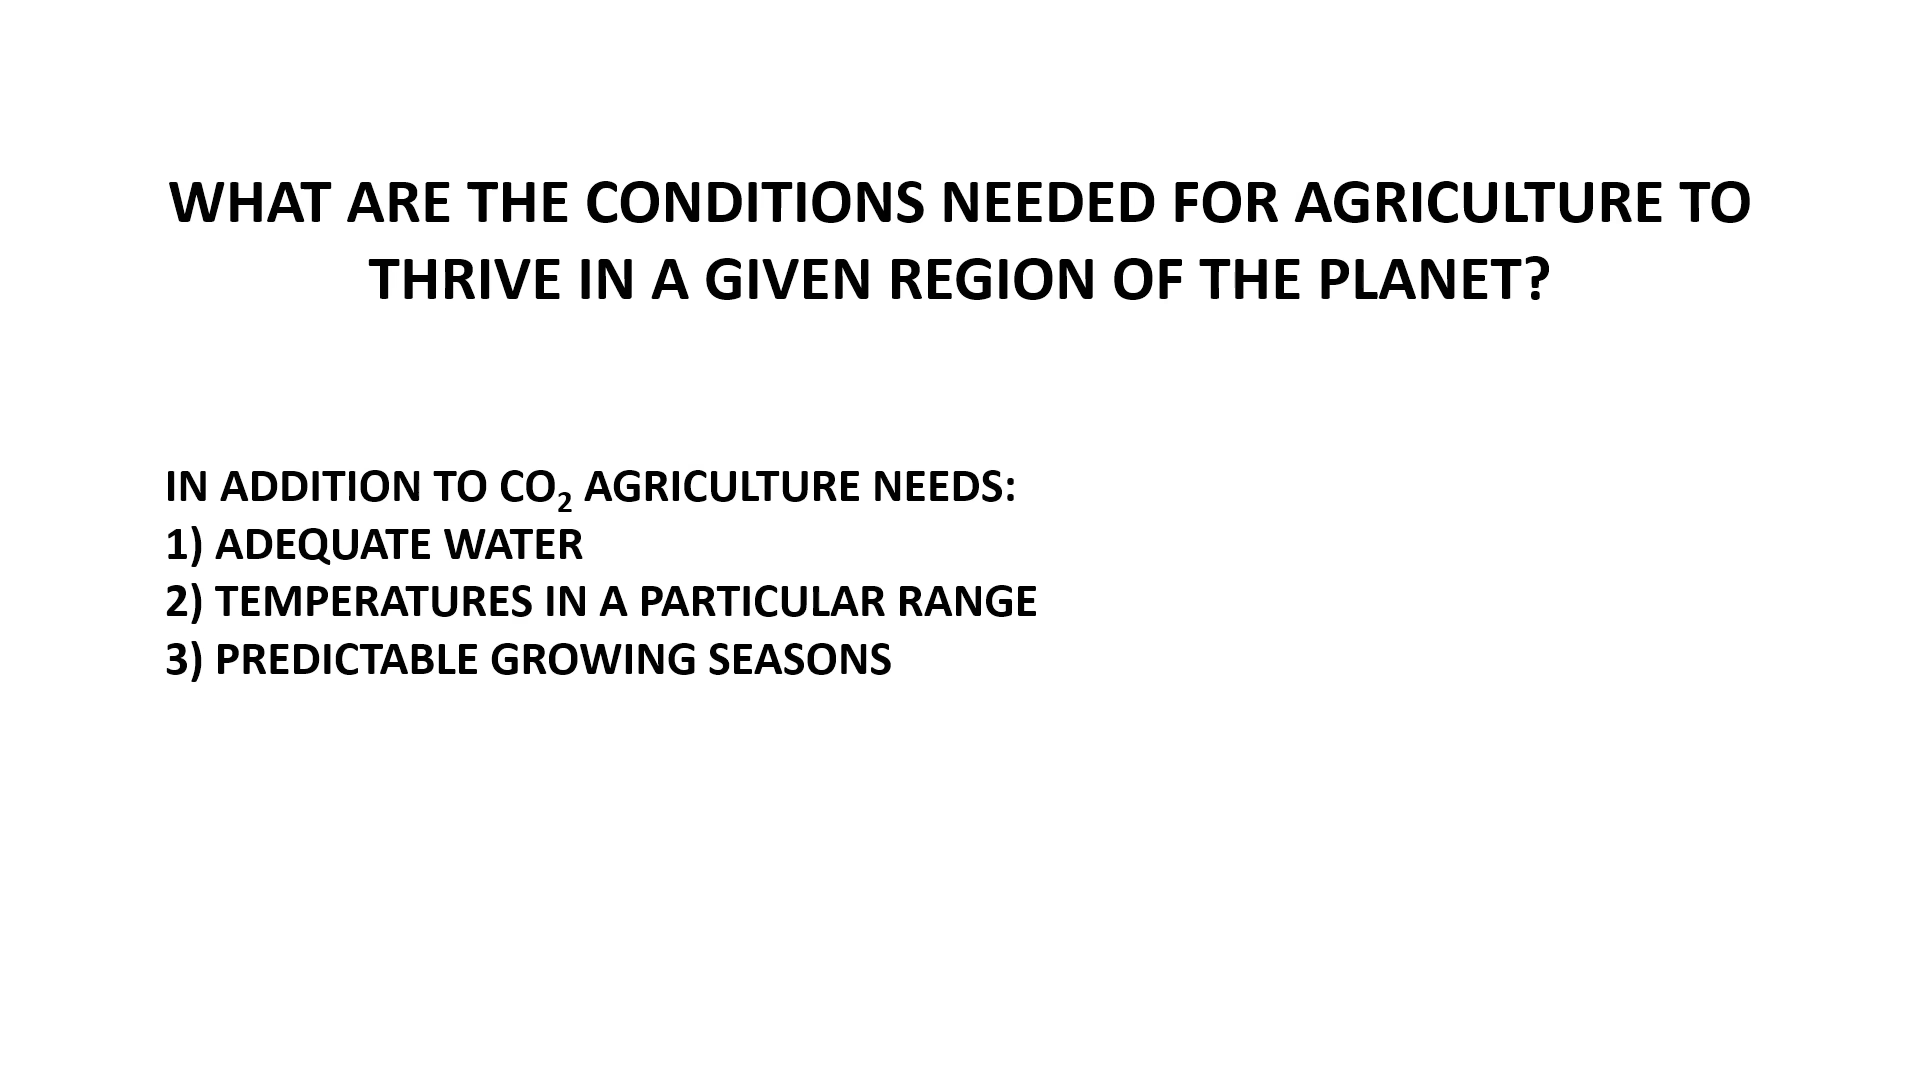 WHAT ARE THE CONDITIONS NEEDED FOR AGRICULTURE TO
THRIVE IN A GIVEN REGION OF THE PLANET?
IN ADDITION TO CO₂ AGRICULTURE NEEDS:
1) ADEQUATE WATER
2) TEMPERATURES IN A PARTICULAR RANGE
3) PREDICTABLE GROWING SEASONS